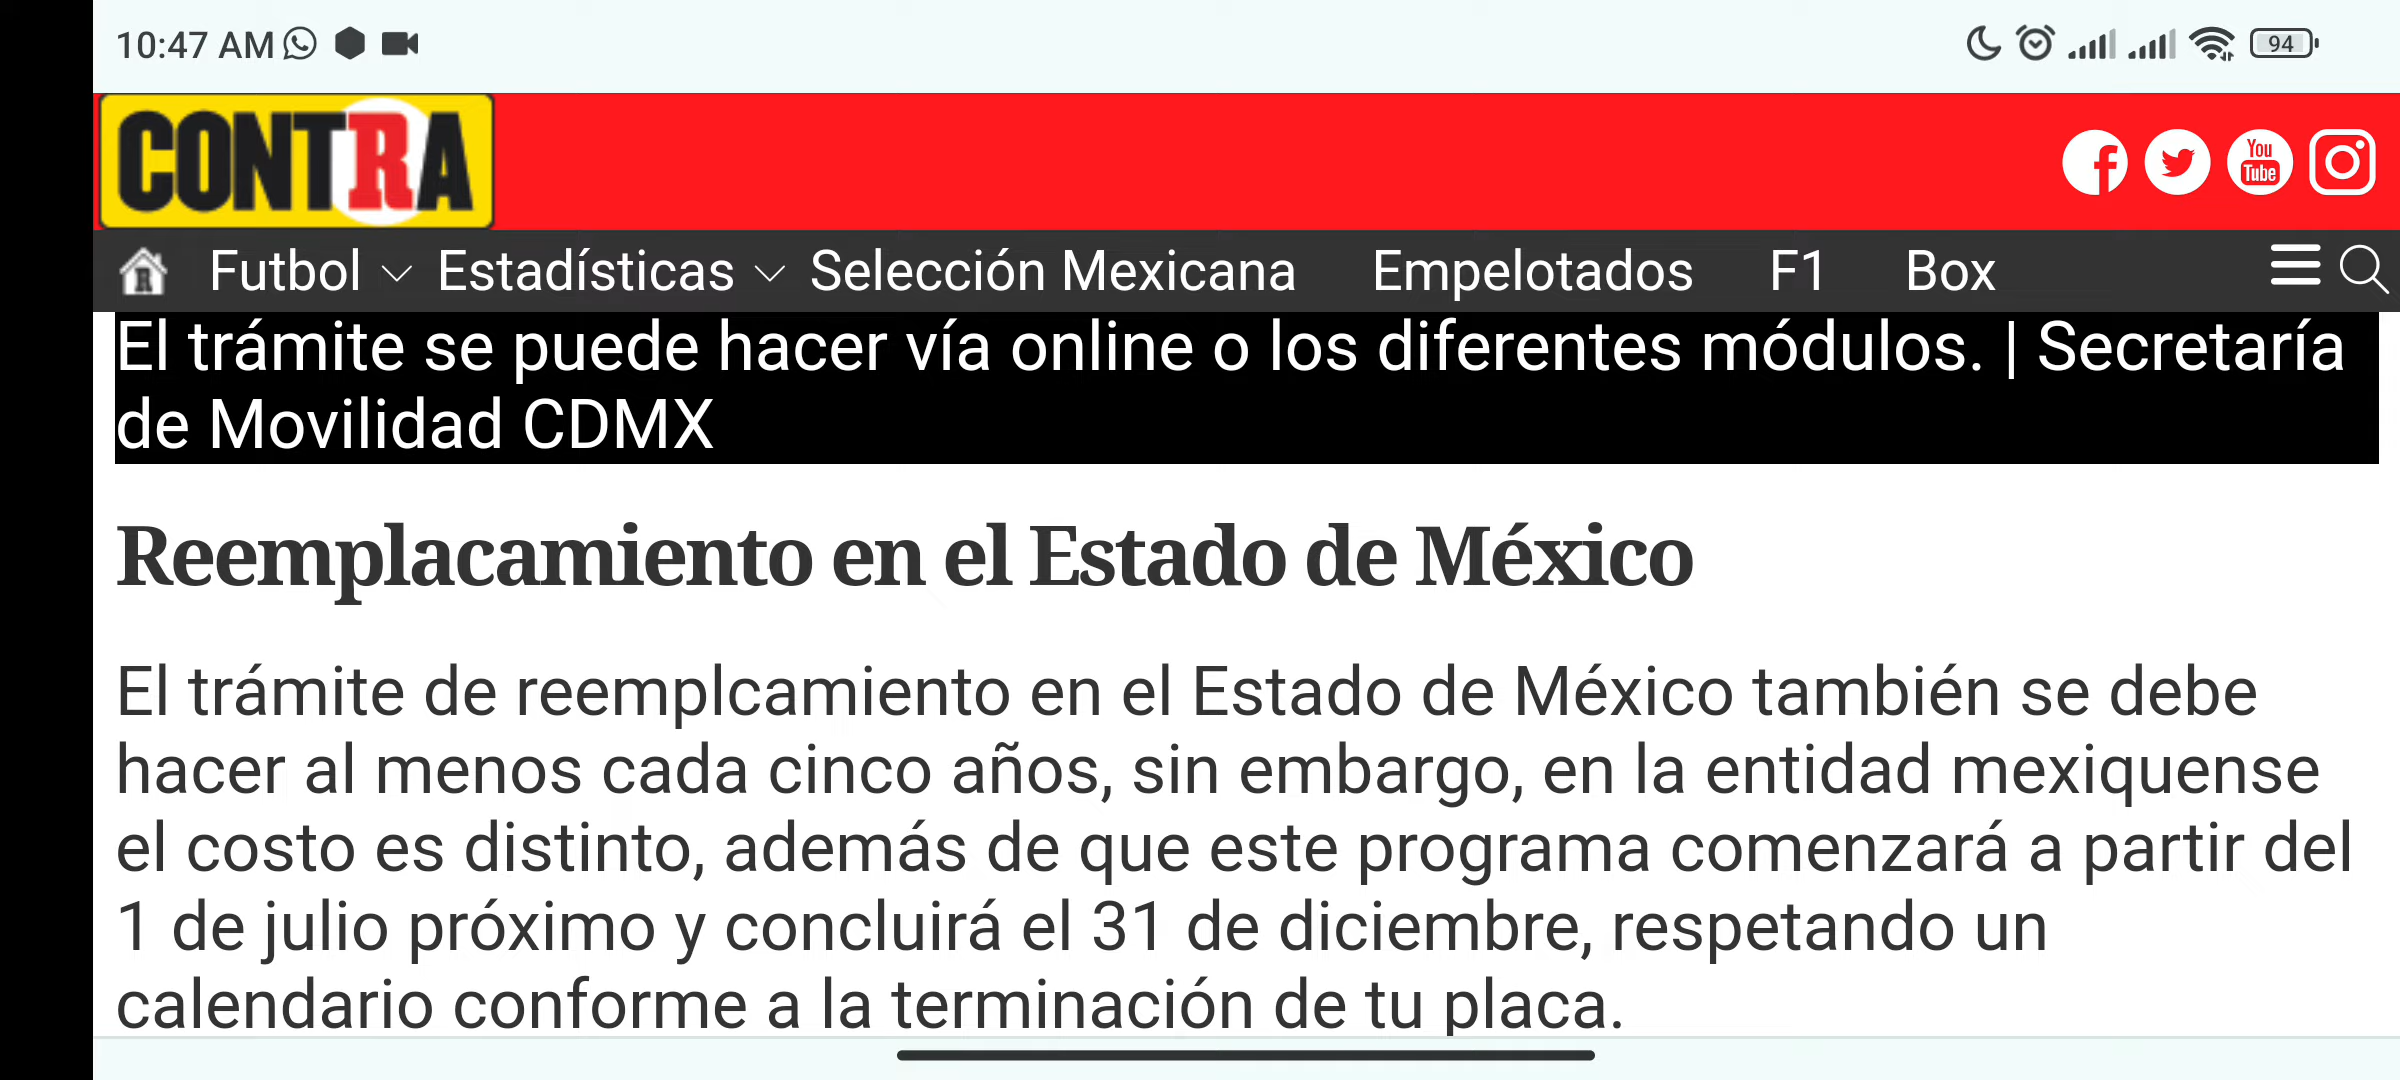 10:47 AM
94
CONTRA
You
Tube
Futbol Estadísticas Selección Mexicana Empelotados F1 Box
El trámite se puede hacer vía online o los diferentes módulos. | Secretaría
de Movilidad CDMX
Reemplacamiento en el Estado de México
El trámite de reemplcamiento en el Estado de México también se debe
hacer al menos cada cinco años, sin embargo, en la entidad mexiquense
el costo es distinto, además de que este programa comenzará a partir del
1 de julio próximo y concluirá el 31 de diciembre, respetando un
calendario conforme a la terminación de tu placa.